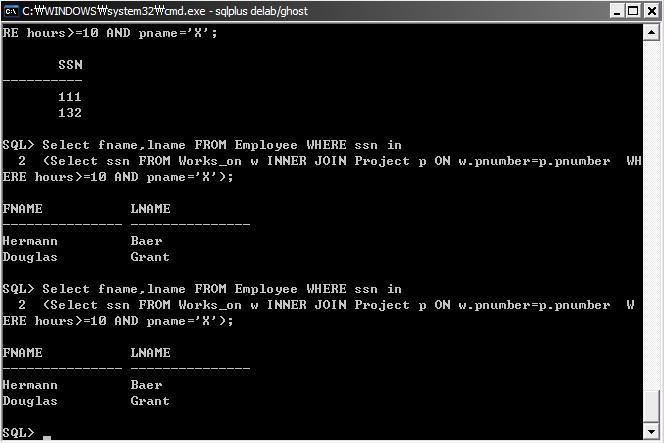 C:₩WINDOWS₩system32₩cmd.exe - sqlplus delab/ghost
RE hours>=10 AND pname='X';
SSN
----------
111
132
SQL> Select fname,lname FROM Employee WHERE ssn in
2 (Select ssn FROM Works_on w INNER JOIN Project p ON w.pnumber=p.pnumber WH
ERE hours>=10 AND pname='X');
FNAME LNAME
--------------- ---------------
Hermann Baer
Douglas Grant
SQL> Select fname,lname FROM Employee WHERE ssn in
2 (Select ssn FROM Works_on w INNER JOIN Project p ON w.pnumber=p.pnumber W
ERE hours>=10 AND pname='X');
FNAME LNAME
--------------- ---------------
Hermann Baer
Douglas Grant
SQL> _